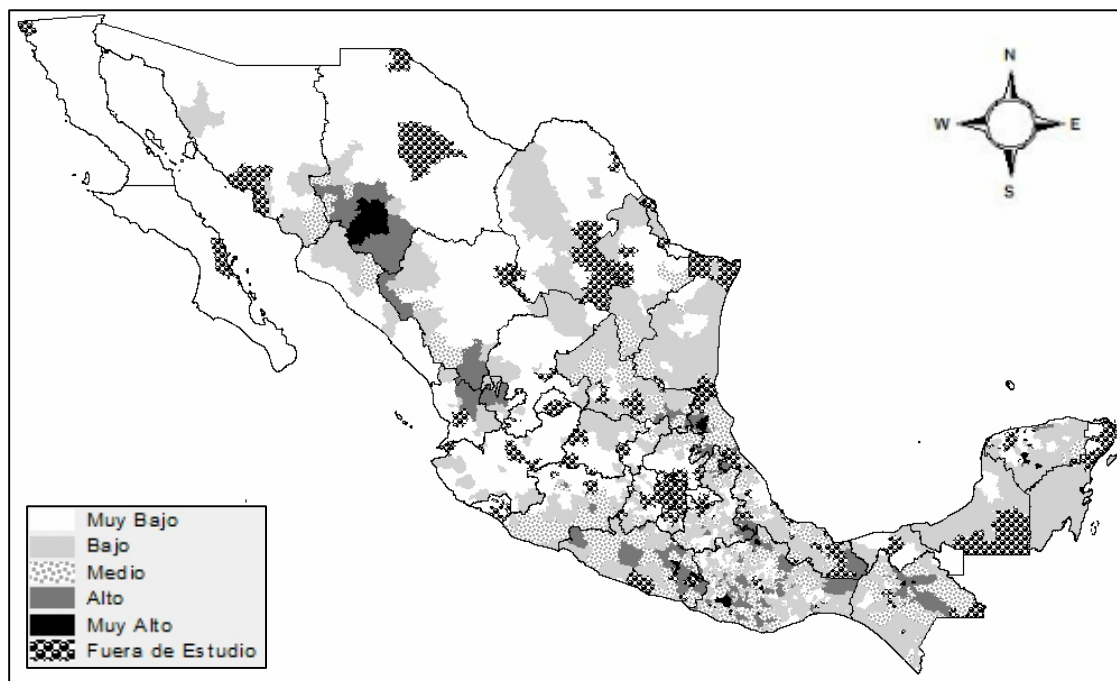 N
W E
S
Muy Bajo
Bajo
Medio
Alto
Muy Alto
Fuera de Estudio